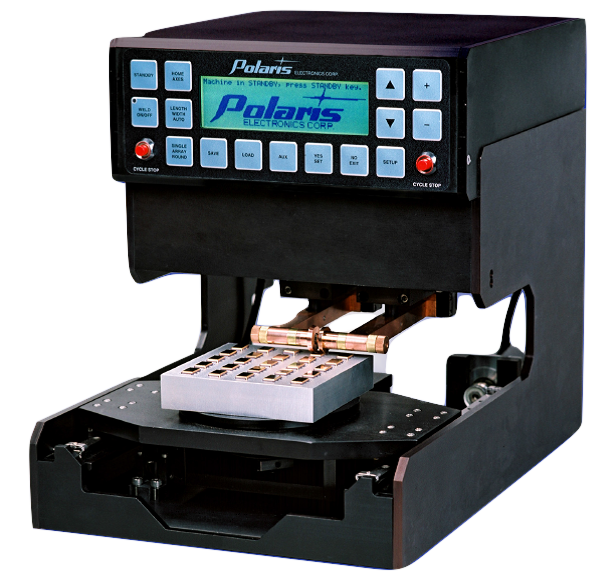 Polaris ELECTRONICS CORP.
STANDBY
HOME
AXES
Machine in STANDBY, press STANDBY key.
Polaris
ELECTRONICS CORP
WELD
ON/OFF
LENGTH
WIDTH
AUTO
SINGLE
ARRAY
ROUND
SAVE
LOAD
AUX
YES
SET
NO
EXIT
SETUP
+
−
CYCLE STOP
CYCLE STOP